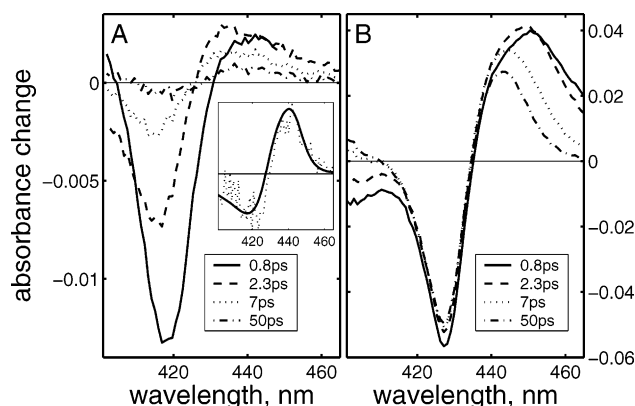 A
B
absorbance change
0
−0.005
−0.01
420
440
460
0.8ps
2.3ps
7ps
50ps
420
440
460
wavelength, nm
0.04
0.02
0
−0.02
−0.04
−0.06
0.8ps
2.3ps
7ps
50ps
420
440
460
wavelength, nm